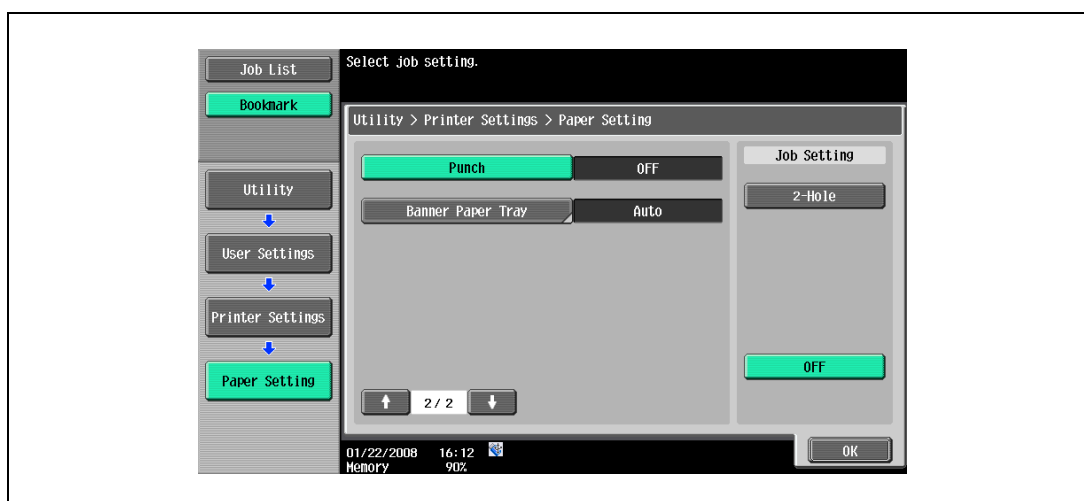 Job List
Bookmark
Utility
User Settings
Printer Settings
Paper Setting
Select job setting.
Utility > Printer Settings > Paper Setting
Punch OFF
Banner Paper Tray Auto
2/ 2
Job Setting
2-Hole
OFF
01/22/2008 16:12
Memory 90%
OK